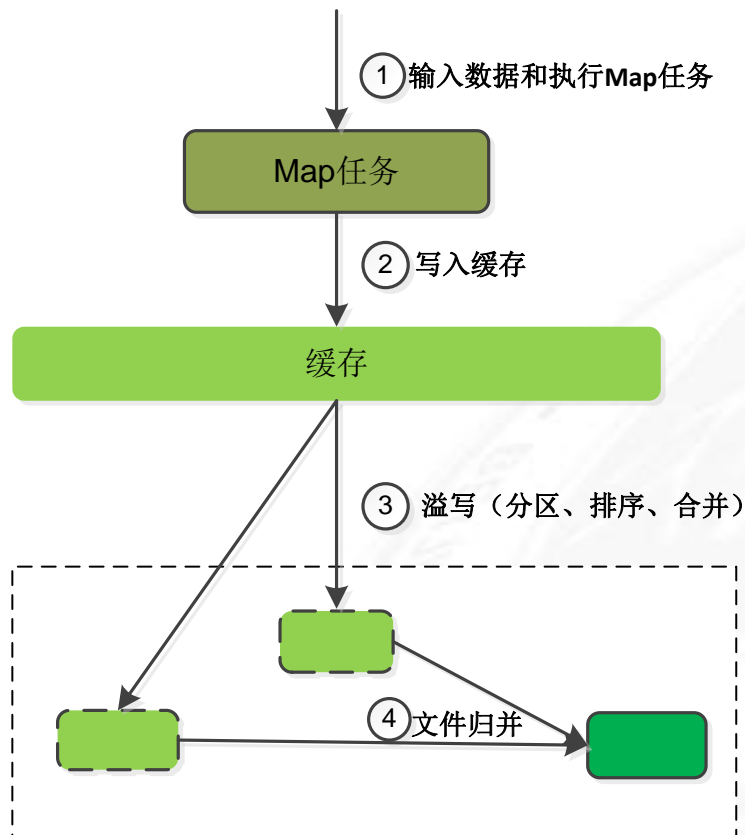 ① 输入数据和执行Map任务
Map任务
② 写入缓存
缓存
③ 溢写（分区、排序、合并）
④ 文件归并